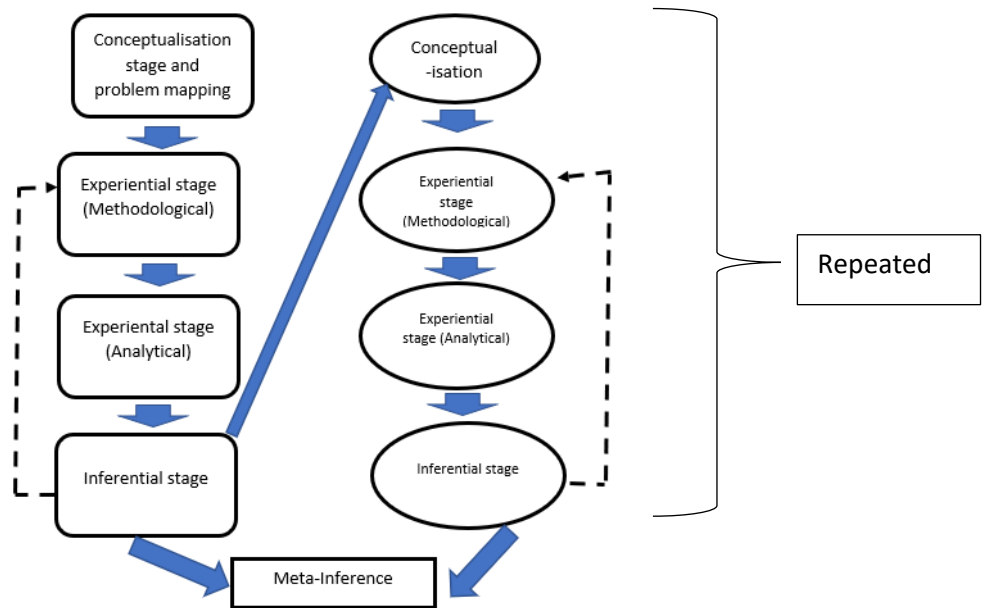 Conceptualisation
stage and
problem mapping
Experiential stage
(Methodological)
Experiental stage
(Analytical)
Inferential stage
Conceptual
-isation
Experiential
stage
(Methodological)
Experiential
stage (Analytical)
Inferential stage
Meta-Inference
Repeated